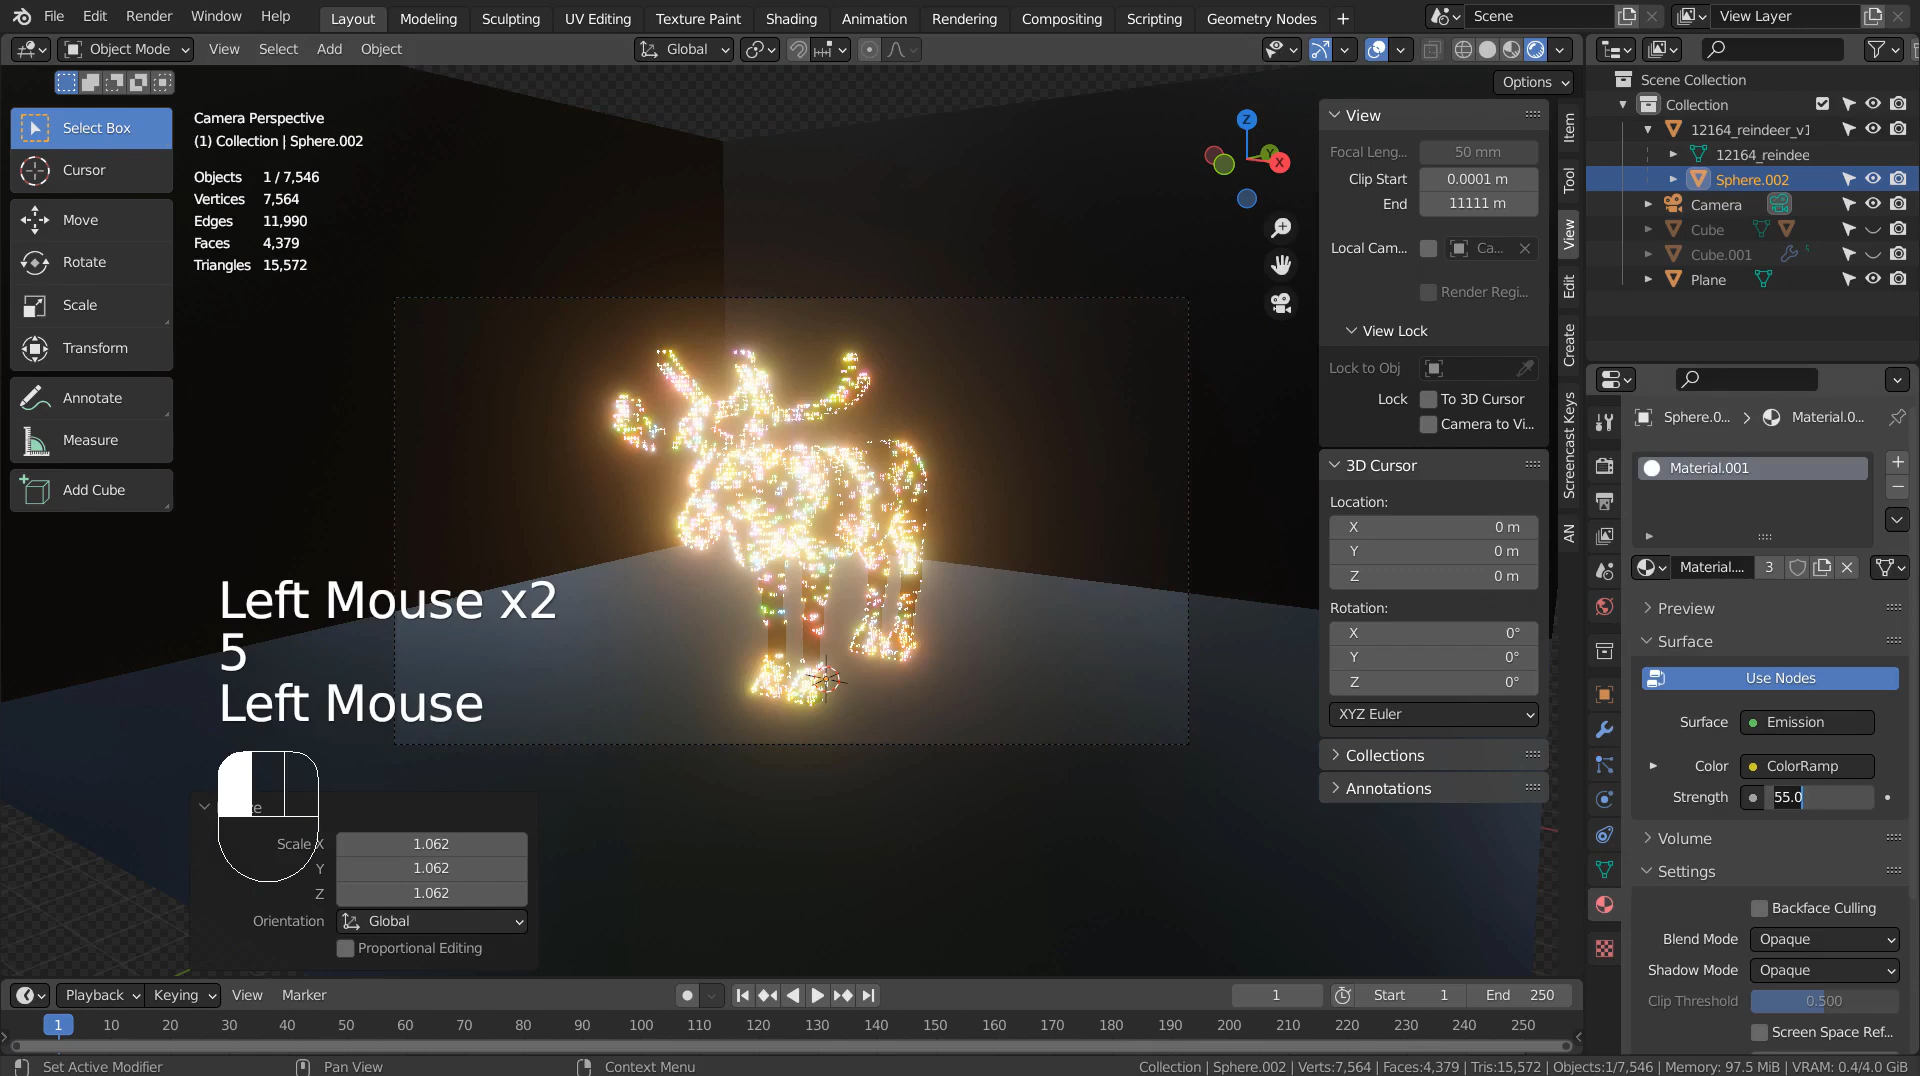 File Edit Render Window Help Layout Modeling Sculpting UV Editing Texture Paint Shading Animation Rendering Compositing Scripting Geometry Nodes + Scene View Layer
Object Mode View Select Add Object Global
Options
Select Box
Cursor
Move
Rotate
Scale
Transform
Annotate
Measure
Add Cube
Camera Perspective
(1) Collection | Sphere.002
Objects 1 / 7,546
Vertices 7,564
Edges 11,990
Faces 4,379
Triangles 15,572
Z
Y
X
Left Mouse x2
5
Left Mouse
Scale X 1.062
Y 1.062
Z 1.062
Orientation Global
Proportional Editing
View
Focal Leng... 50 mm
Clip Start 0.0001 m
End 11111 m
Local Cam... Ca...
Render Regi...
View Lock
Lock to Obj
Lock To 3D Cursor
Camera to Vi...
3D Cursor
Location:
X 0 m
Y 0 m
Z 0 m
Rotation:
X 0°
Y 0°
Z 0°
XYZ Euler
Collections
Annotations
Item
Tool
View
Edit
Create
Screencast Keys
AN
Scene Collection
Collection
12164_reindeer_v1
12164_reindee
Sphere.002
Camera
Cube
Cube.001
Plane
Sphere.0... Material.0...
Material.001
Material.... 3
Preview
Surface
Use Nodes
Surface Emission
Color ColorRamp
Strength 55.0
Volume
Settings
Backface Culling
Blend Mode Opaque
Shadow Mode Opaque
Clip Threshold 0.500
Screen Space Ref...
Playback Keying View Marker 1 Start 1 End 250
1 10 20 30 40 50 60 70 80 90 100 110 120 130 140 150 160 170 180 190 200 210 220 230 240 250
Set Active Modifier Pan View Context Menu Collection | Sphere.002 | Verts:7,564 | Faces:4,379 | Tris:15,572 | Objects:1/7,546 | Memory: 97.5 MiB | VRAM: 0.4/4.0 GiB